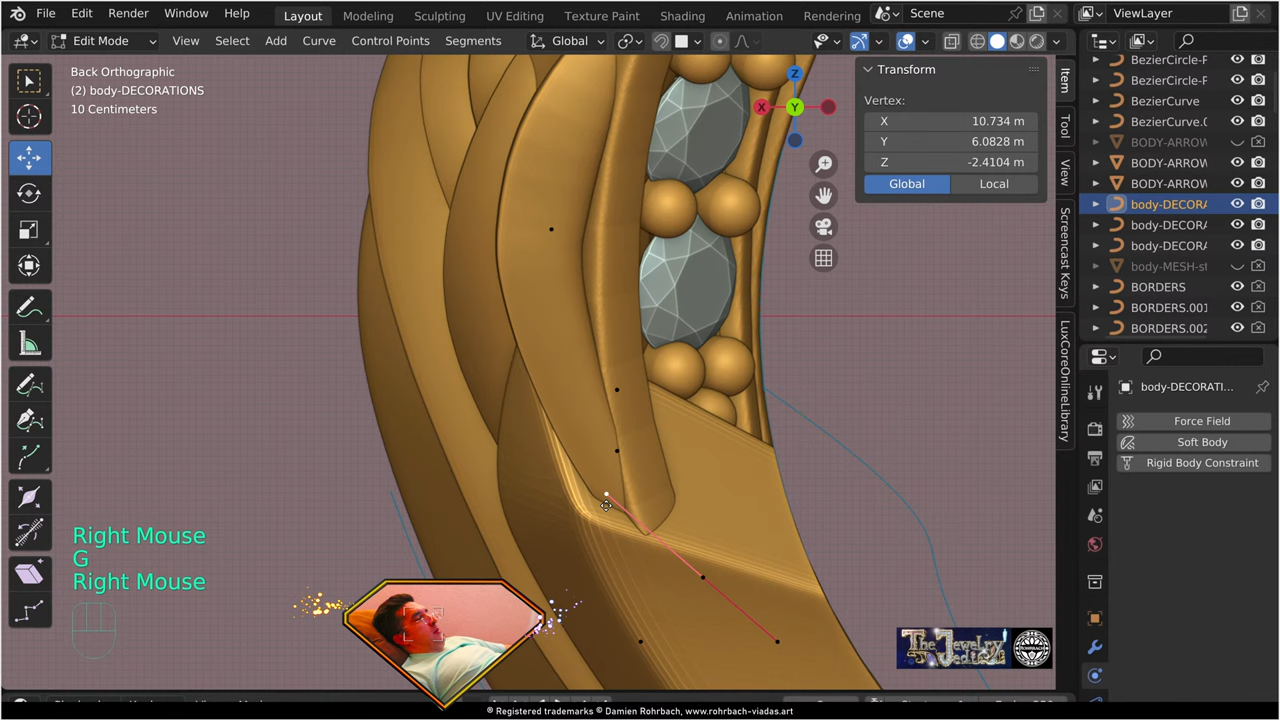 File Edit Render Window Help Layout Modeling Sculpting UV Editing Texture Paint Shading Animation Rendering Scene ViewLayer
Edit Mode View Select Add Curve Control Points Segments Global
Back Orthographic
(2) body-DECORATIONS
10 Centimeters
Transform
Vertex:
X 10.734 m
Y 6.0828 m
Z -2.4104 m
Global Local
Z
X
Y
Item
Tool
View
Screencast Keys
LuxCoreOnlineLibrary
BezierCircle-F
BezierCircle-F
BezierCurve
BezierCurve.0
BODY-ARROW
BODY-ARROW
BODY-ARROW
body-DECORA
body-DECORA
body-DECORA
body-MESH-st
BORDERS
BORDERS.001
BORDERS.002
body-DECORATI...
Force Field
Soft Body
Rigid Body Constraint
Right Mouse
G
Right Mouse
The Jewelry
® Registered trademarks © Damien Rohrbach, www.rohrbach-viadas.art